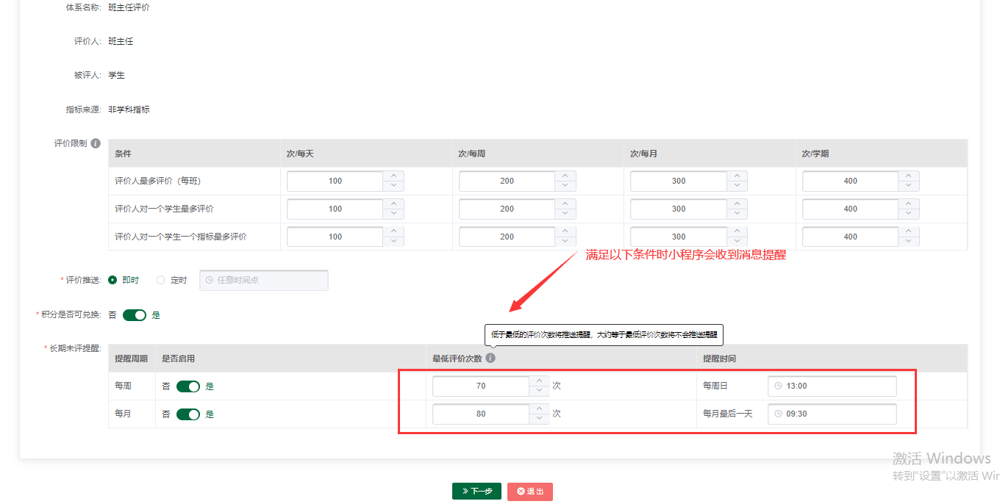 体系名称: 班主任评价
评价人: 班主任
被评人: 学生
指标来源: 非学科指标
评价限制
条件 次/每天 次/每周 次/每月 次/学期
评价人最多评价（每班） 100 200 300 400
评价人对一个学生最多评价 100 200 300 400
评价人对一个学生一个指标最多评价 100 200 300 400
满足以下条件时小程序会收到消息提醒
* 评价推送: 即时 定时 任意时间点
* 积分是否可兑换: 否 是
低于最低的评价次数将推送提醒，大约等于最低评价次数将不会推送提醒
* 长期未评提醒:
提醒周期 是否启用 最低评价次数 提醒时间
每周 否 是 70 次 每周日 13:00
每月 否 是 80 次 每月最后一天 09:30
激活 Windows
转到"设置"以激活 Win
下一步 退出